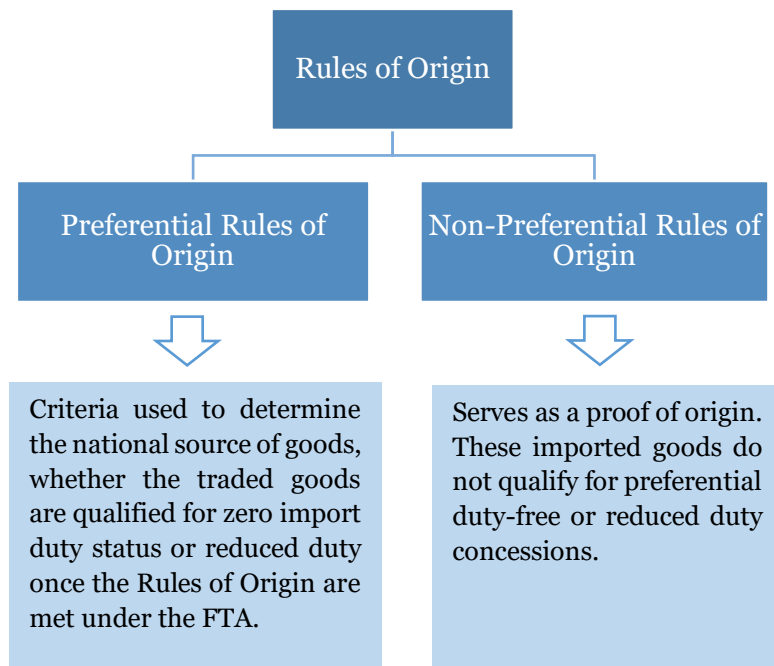 Rules of Origin
Preferential Rules of
Origin
Non-Preferential Rules of
Origin
Criteria used to determine
the national source of goods,
whether the traded goods
are qualified for zero import
duty status or reduced duty
once the Rules of Origin are
met under the FTA.
Serves as a proof of origin.
These imported goods do
not qualify for preferential
duty-free or reduced duty
concessions.